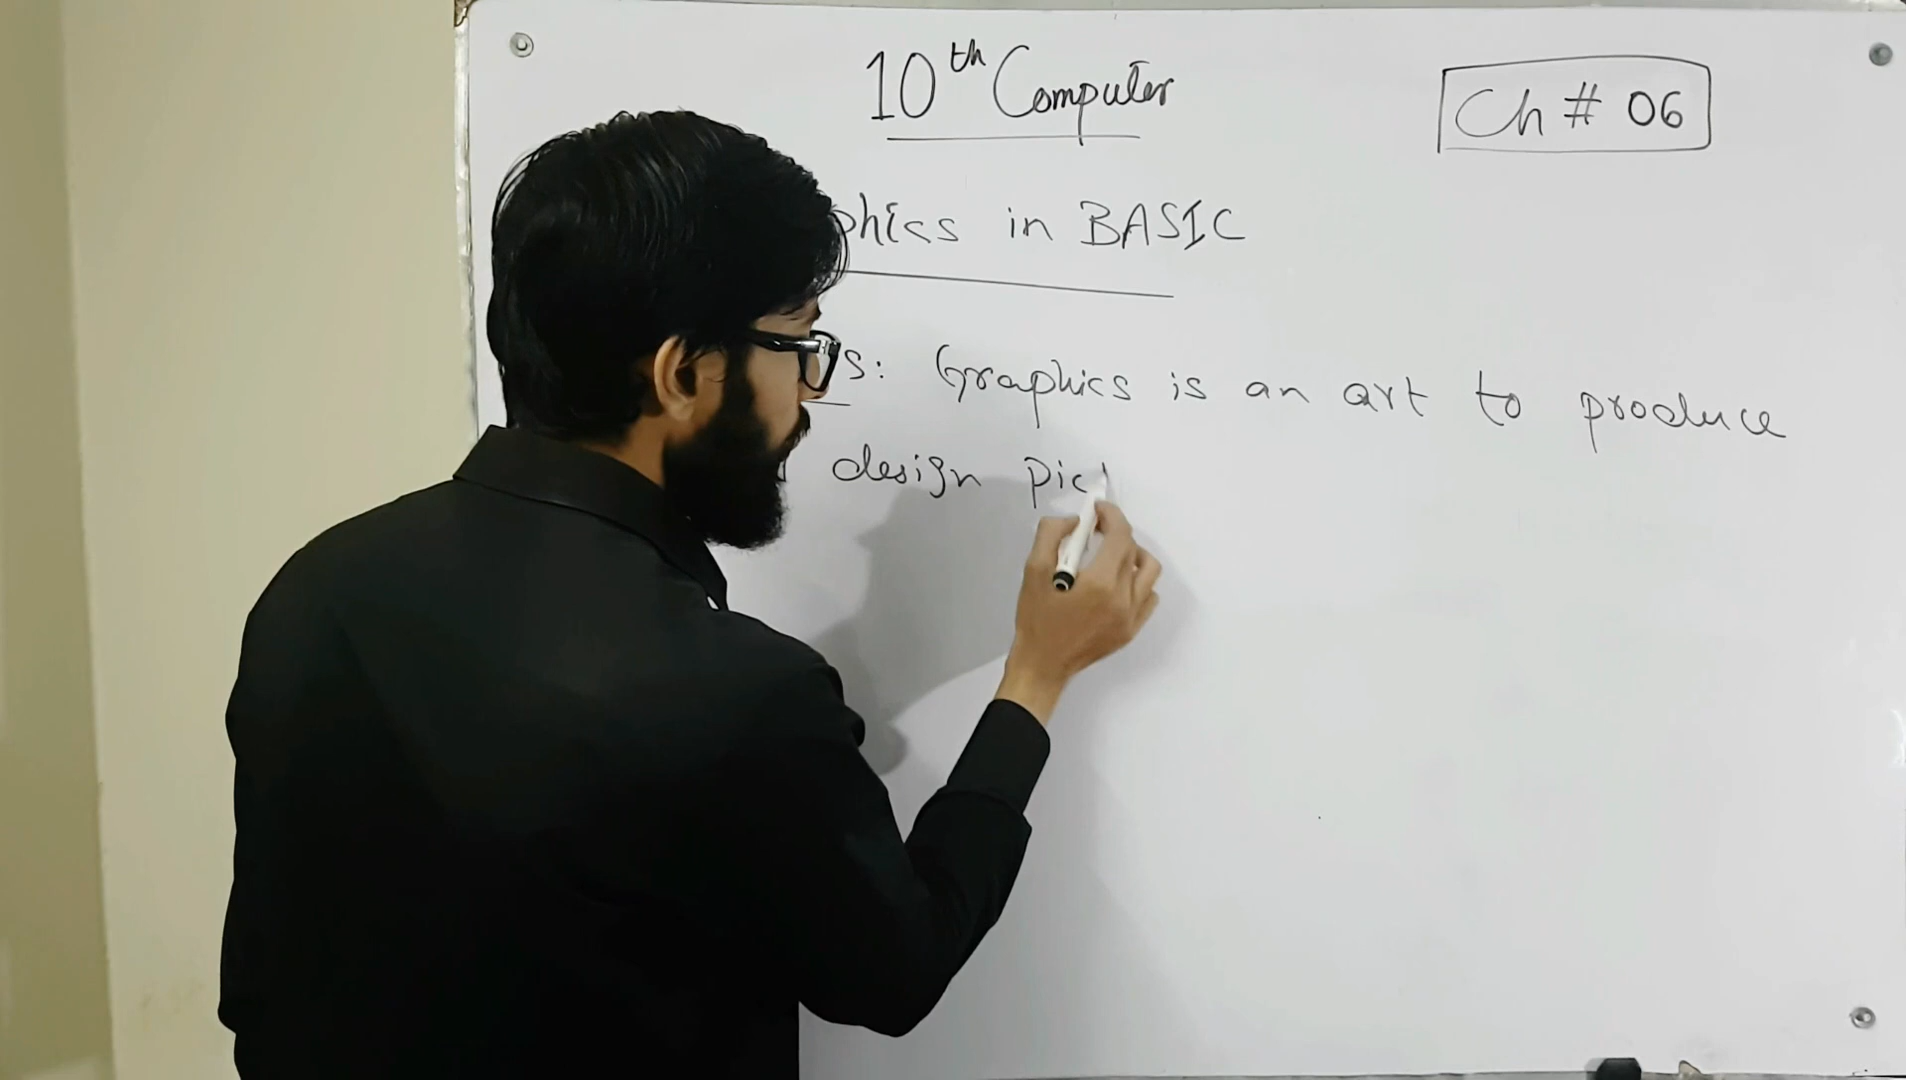 10th Computer
Ch # 06
phics in BASIC
s: Graphics is an art to produce
design pic